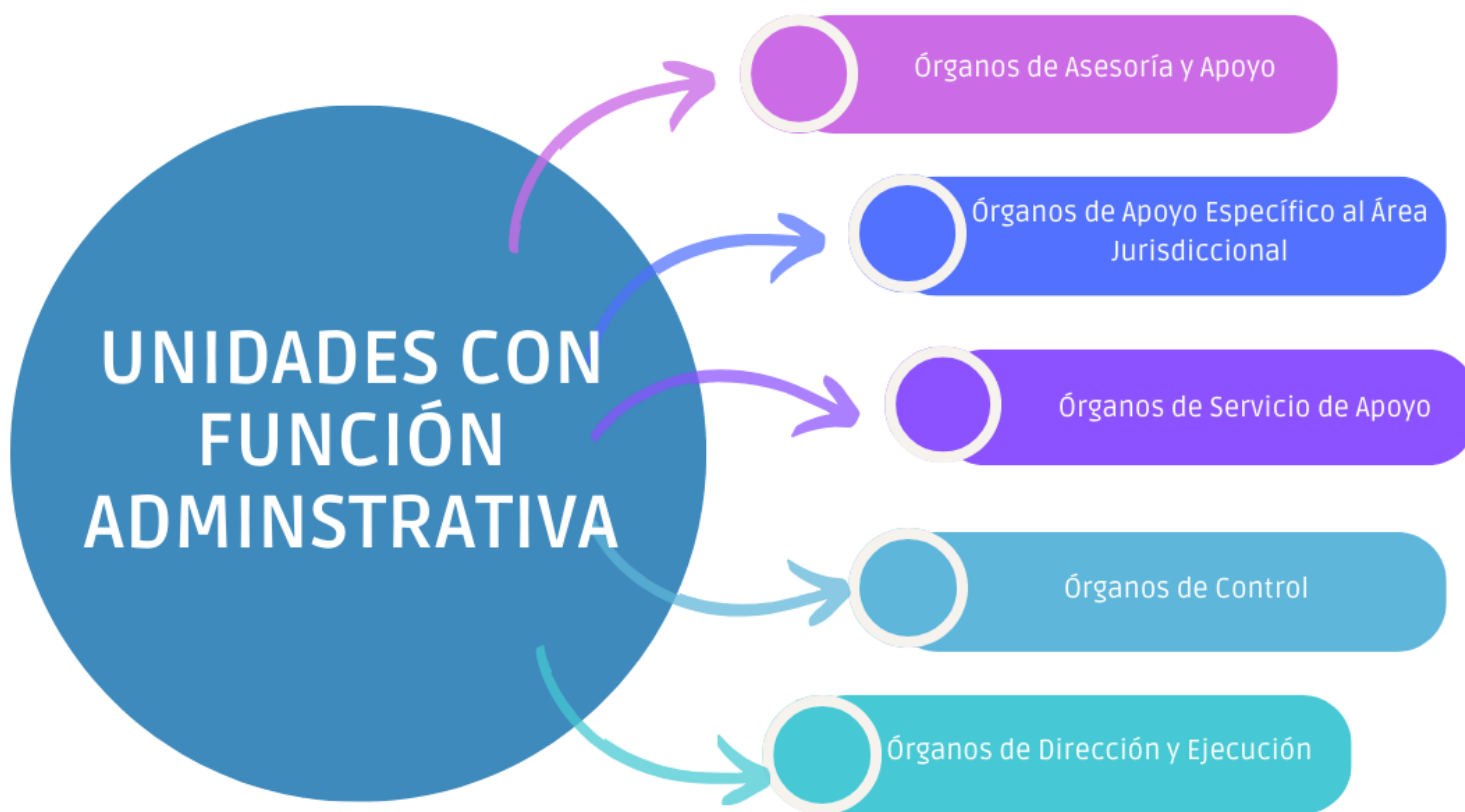 UNIDADES CON
FUNCIÓN
ADMINSTRATIVA
Órganos de Asesoría y Apoyo
Órganos de Apoyo Específico al Área
Jurisdiccional
Órganos de Servicio de Apoyo
Órganos de Control
Órganos de Dirección y Ejecución